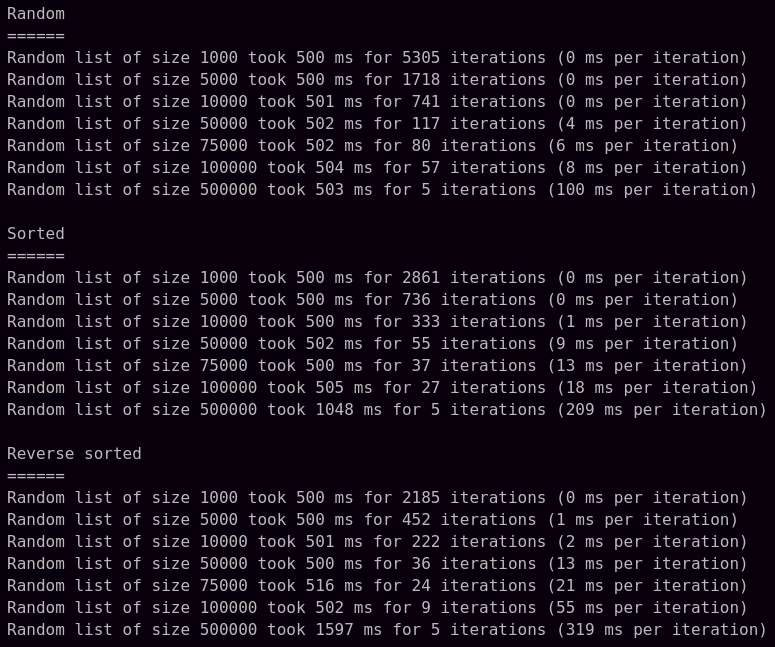 Random
======
Random list of size 1000 took 500 ms for 5305 iterations (0 ms per iteration)
Random list of size 5000 took 500 ms for 1718 iterations (0 ms per iteration)
Random list of size 10000 took 501 ms for 741 iterations (0 ms per iteration)
Random list of size 50000 took 502 ms for 117 iterations (4 ms per iteration)
Random list of size 75000 took 502 ms for 80 iterations (6 ms per iteration)
Random list of size 100000 took 504 ms for 57 iterations (8 ms per iteration)
Random list of size 500000 took 503 ms for 5 iterations (100 ms per iteration)

Sorted
======
Random list of size 1000 took 500 ms for 2861 iterations (0 ms per iteration)
Random list of size 5000 took 500 ms for 736 iterations (0 ms per iteration)
Random list of size 10000 took 500 ms for 333 iterations (1 ms per iteration)
Random list of size 50000 took 502 ms for 55 iterations (9 ms per iteration)
Random list of size 75000 took 500 ms for 37 iterations (13 ms per iteration)
Random list of size 100000 took 505 ms for 27 iterations (18 ms per iteration)
Random list of size 500000 took 1048 ms for 5 iterations (209 ms per iteration)

Reverse sorted
======
Random list of size 1000 took 500 ms for 2185 iterations (0 ms per iteration)
Random list of size 5000 took 500 ms for 452 iterations (1 ms per iteration)
Random list of size 10000 took 501 ms for 222 iterations (2 ms per iteration)
Random list of size 50000 took 500 ms for 36 iterations (13 ms per iteration)
Random list of size 75000 took 516 ms for 24 iterations (21 ms per iteration)
Random list of size 100000 took 502 ms for 9 iterations (55 ms per iteration)
Random list of size 500000 took 1597 ms for 5 iterations (319 ms per iteration)